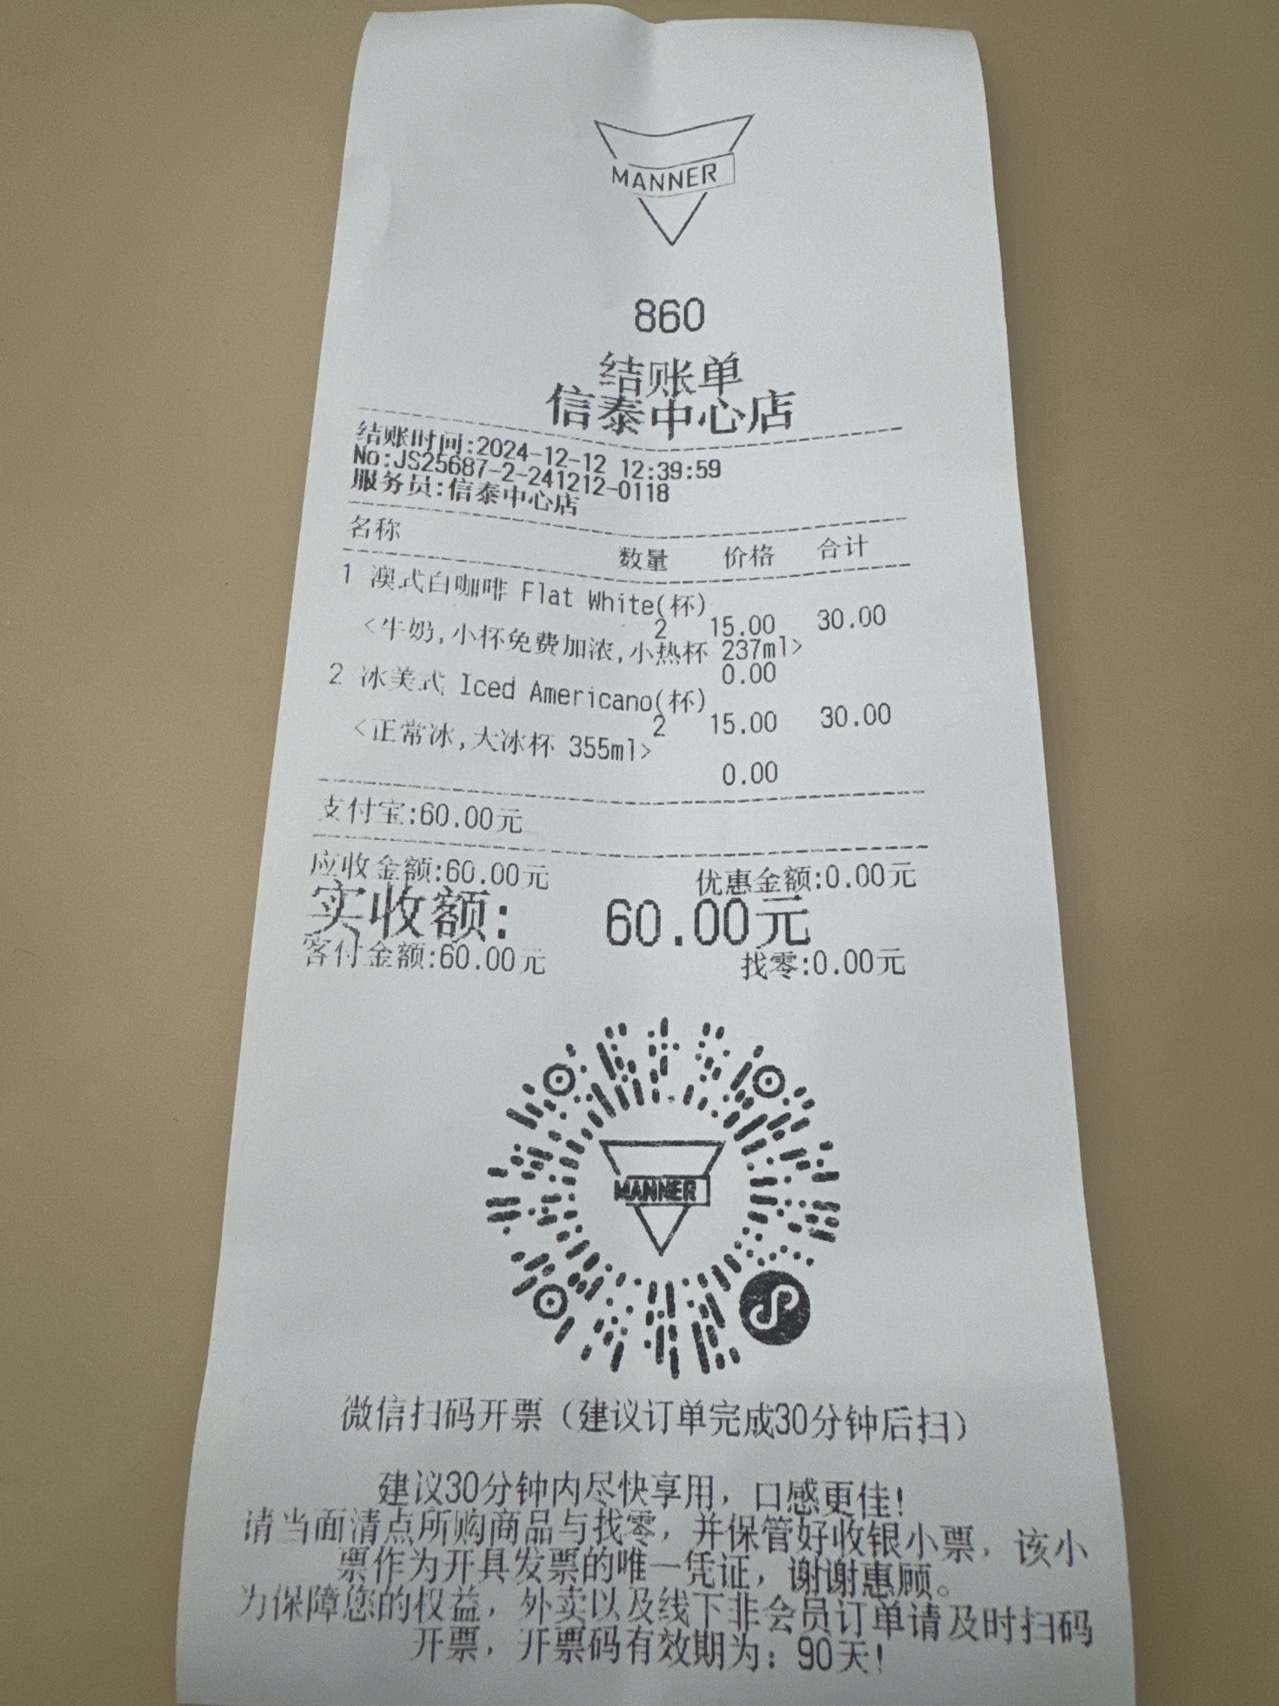 MANNER
860
结账单
信泰中心店
结账时间:2024-12-12 12:39:59
No:JS25687-2-241212-0118
服务员:信泰中心店
名称 数量 价格 合计
1 澳式白咖啡 Flat White(杯)
2 15.00 30.00
<牛奶,小杯免费加浓,小热杯 237ml>
0.00
2 冰美式 Iced Americano(杯)
2 15.00 30.00
<正常冰,大冰杯 355ml>
0.00
支付宝:60.00元
应收金额:60.00元 优惠金额:0.00元
实收额: 60.00元
客付金额:60.00元 找零:0.00元
MANNER
微信扫码开票（建议订单完成30分钟后扫）
建议30分钟内尽快享用，口感更佳!
请当面清点所购商品与找零，并保管好收银小票，该小
票作为开具发票的唯一凭证，谢谢惠顾。
为保障您的权益，外卖以及线下非会员订单请及时扫码
开票，开票码有效期为：90天!